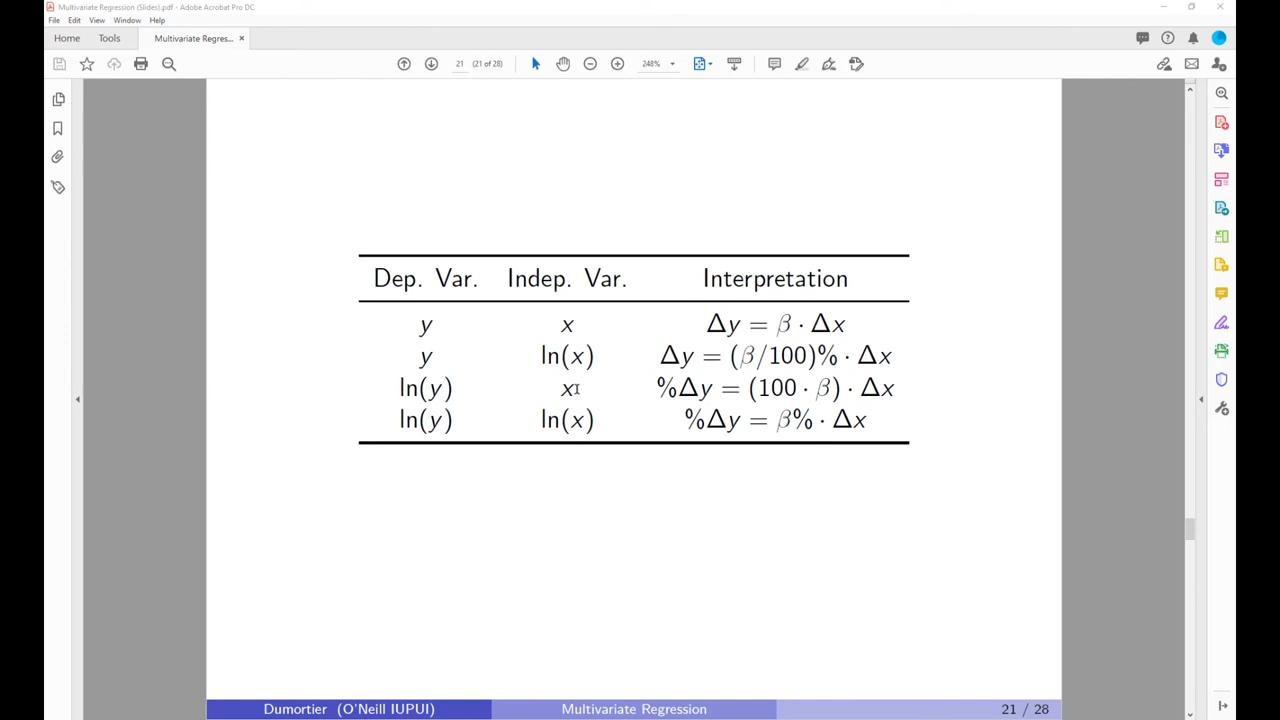 Multivariate Regression (Slides).pdf - Adobe Acrobat Pro DC
File Edit View Window Help
Home Tools Multivariate Regres... ×
21 (21 of 28) 248%
Dep. Var. Indep. Var. Interpretation
y x Δy = β · Δx
y ln(x) Δy = (β/100)% · Δx
ln(y) x %Δy = (100 · β) · Δx
ln(y) ln(x) %Δy = β% · Δx
Dumortier (O'Neill IUPUI) Multivariate Regression 21 / 28